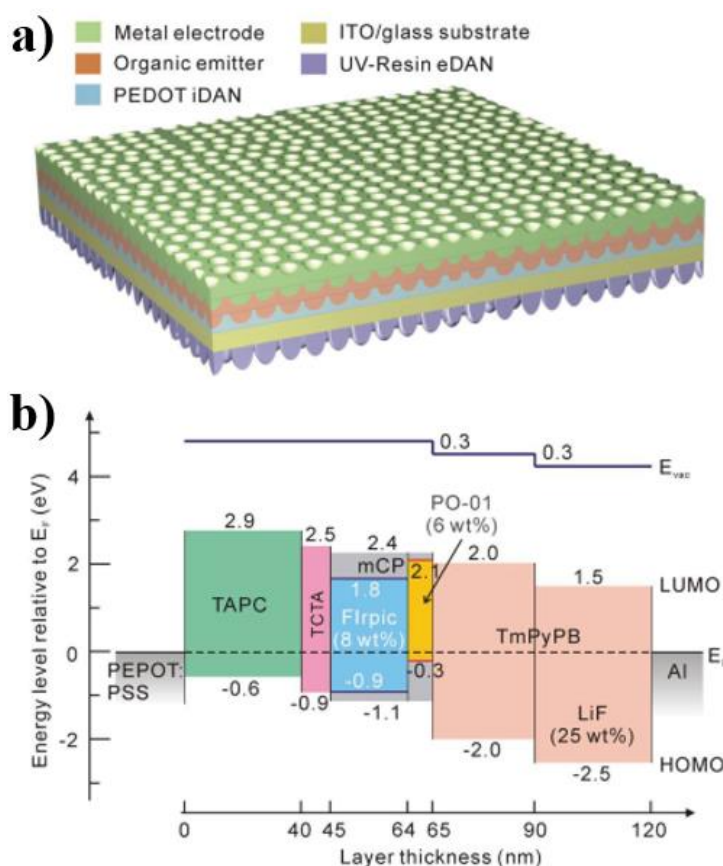 a)
Metal electrode
ITO/glass substrate
Organic emitter
UV-Resin eDAN
PEDOT iDAN
b)
Energy level relative to E_F (eV)
4
2
0
-2
0.3
0.3
E_vac
2.9
2.5
2.4
PO-01
(6 wt%)
2.0
1.5
LUMO
mCP
2.1
1.8
TAPC
TCTA
FIrpic
(8 wt%)
TmPyPB
PEPOT:
PSS
Al
-0.6
-0.9
-0.9
-1.1
-0.3
LiF
(25 wt%)
-2.0
-2.5
HOMO
0
40
45
64
65
90
120
Layer thickness (nm)